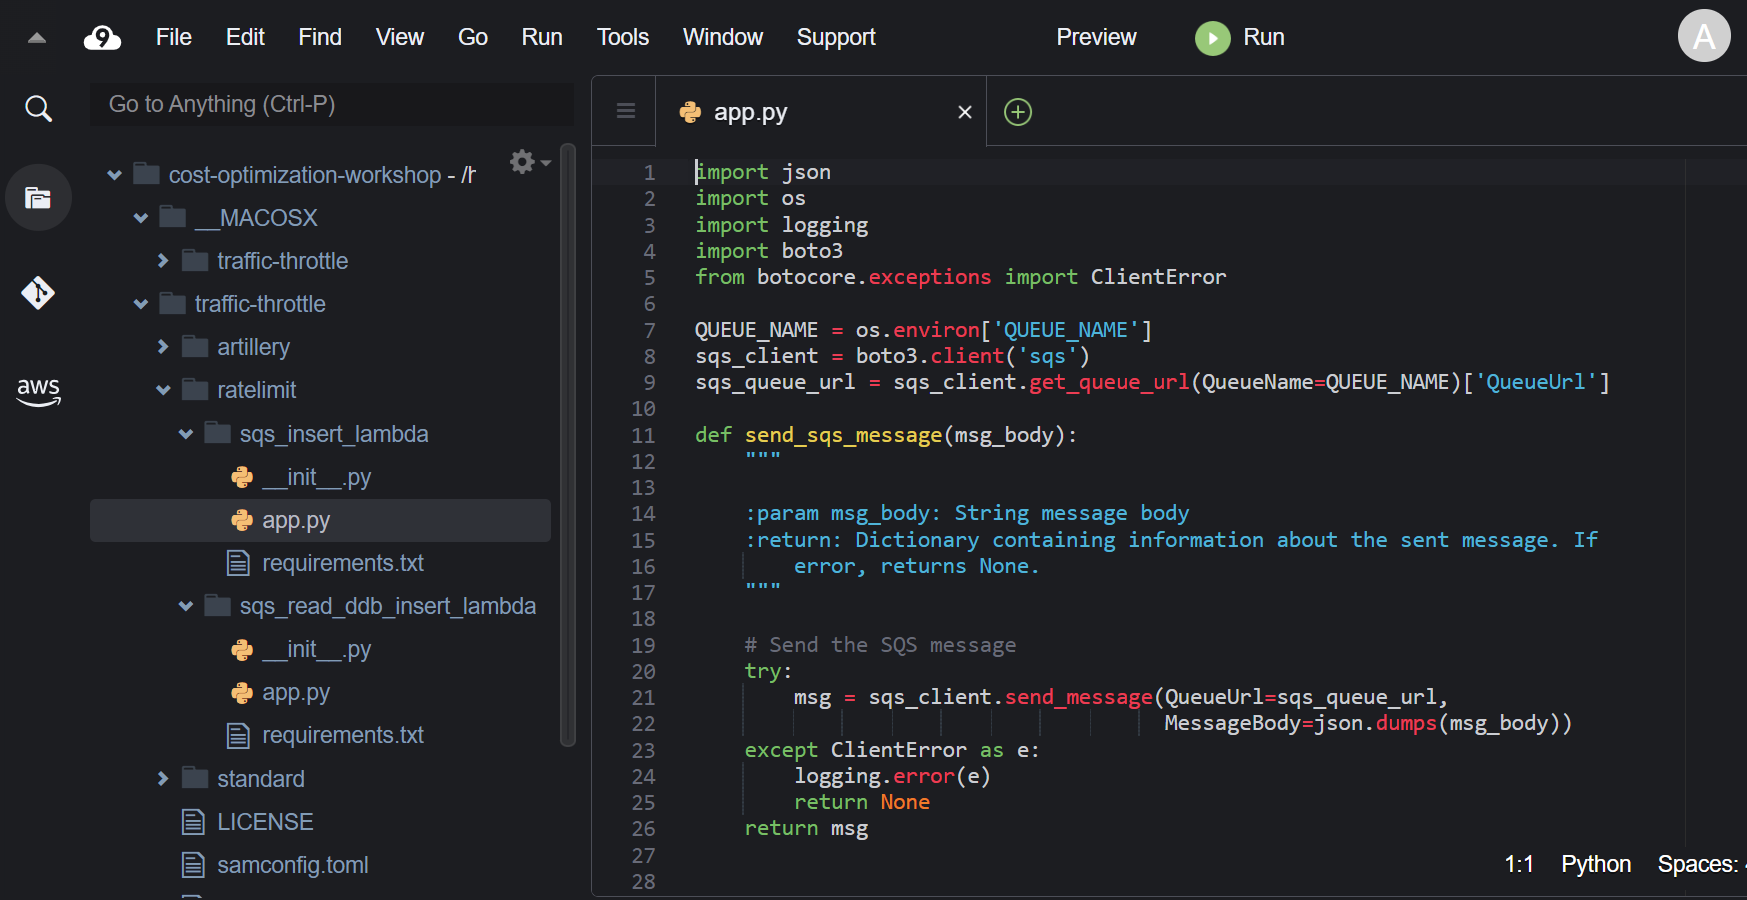 9 File Edit Find View Go Run Tools Window Support Preview Run A
Go to Anything (Ctrl-P)
cost-optimization-workshop - /h
__MACOSX
traffic-throttle
traffic-throttle
artillery
aws
ratelimit
sqs_insert_lambda
__init__.py
app.py
requirements.txt
sqs_read_ddb_insert_lambda
__init__.py
app.py
requirements.txt
standard
LICENSE
samconfig.toml
app.py
1 import json
2 import os
3 import logging
4 import boto3
5 from botocore.exceptions import ClientError
6
7 QUEUE_NAME = os.environ['QUEUE_NAME']
8 sqs_client = boto3.client('sqs')
9 sqs_queue_url = sqs_client.get_queue_url(QueueName=QUEUE_NAME)['QueueUrl']
10
11 def send_sqs_message(msg_body):
12     """
13
14     :param msg_body: String message body
15     :return: Dictionary containing information about the sent message. If
16         error, returns None.
17     """
18
19     # Send the SQS message
20     try:
21         msg = sqs_client.send_message(QueueUrl=sqs_queue_url,
22                                       MessageBody=json.dumps(msg_body))
23     except ClientError as e:
24         logging.error(e)
25         return None
26     return msg
27
28
1:1 Python Spaces: